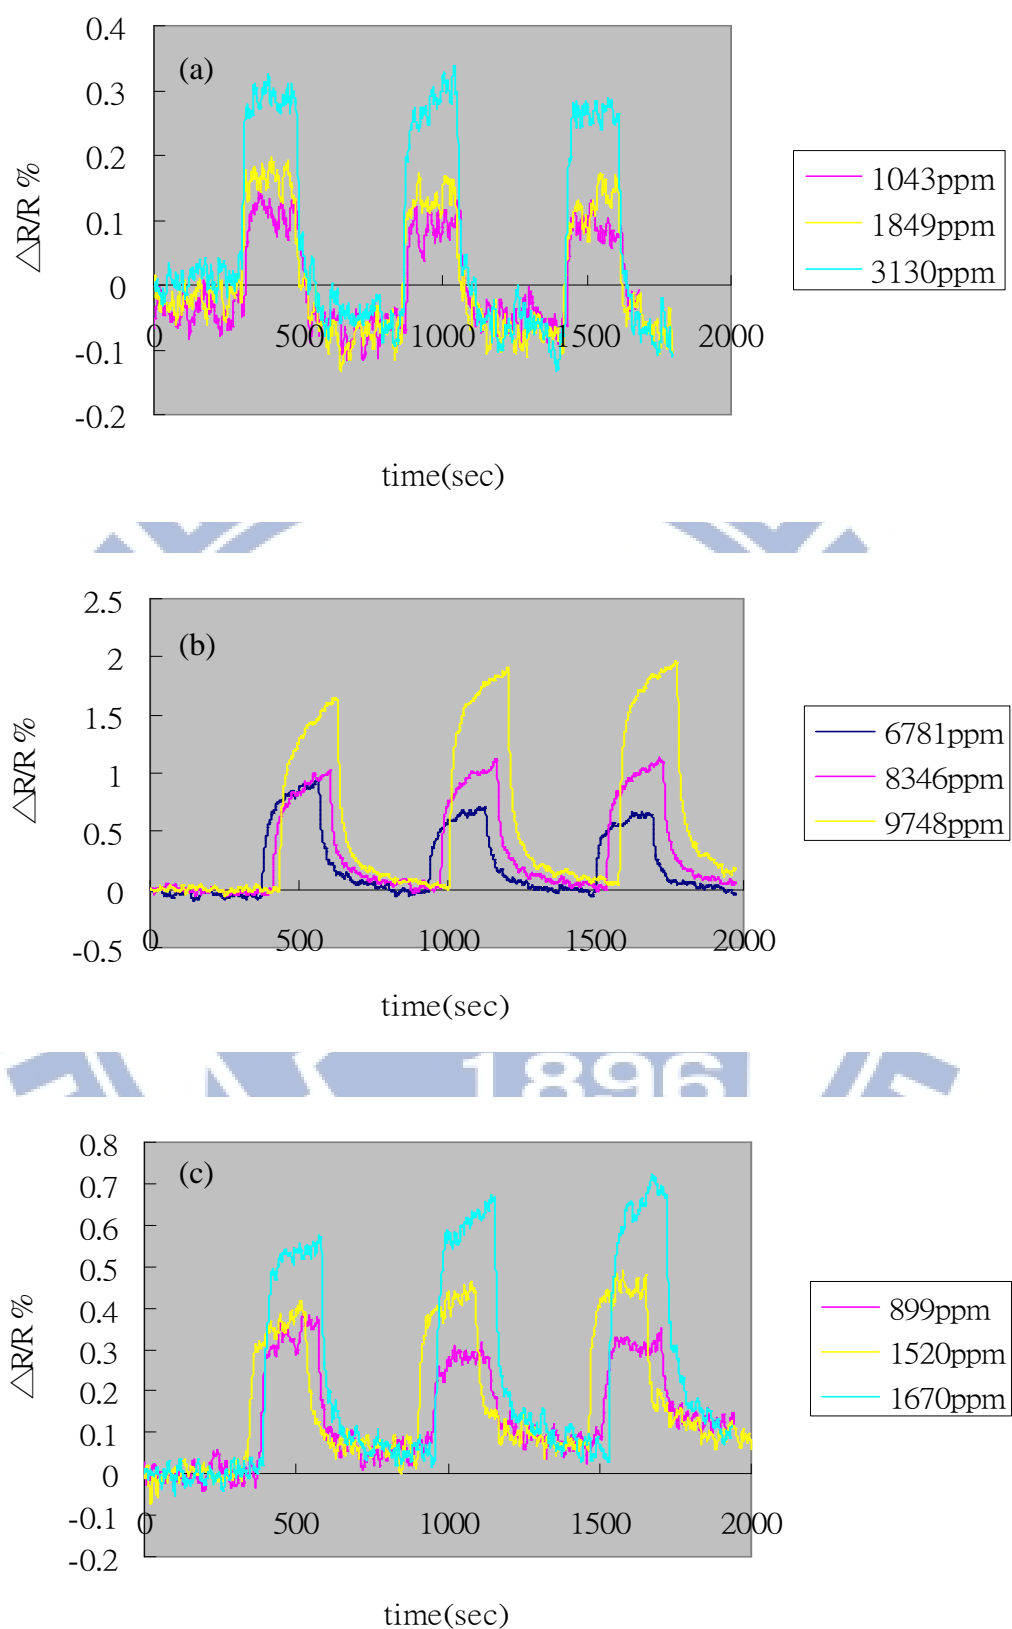 0.4
(a)
0.3
0.2
0.1
0
-0.1
-0.2
△R/R %
0 500 1000 1500 2000
time(sec)
1043ppm
1849ppm
3130ppm
2.5
(b)
2
1.5
1
0.5
0
-0.5
△R/R %
0 500 1000 1500 2000
time(sec)
6781ppm
8346ppm
9748ppm
1896
0.8
(c)
0.7
0.6
0.5
0.4
0.3
0.2
0.1
0
-0.1
-0.2
△R/R %
0 500 1000 1500 2000
time(sec)
899ppm
1520ppm
1670ppm